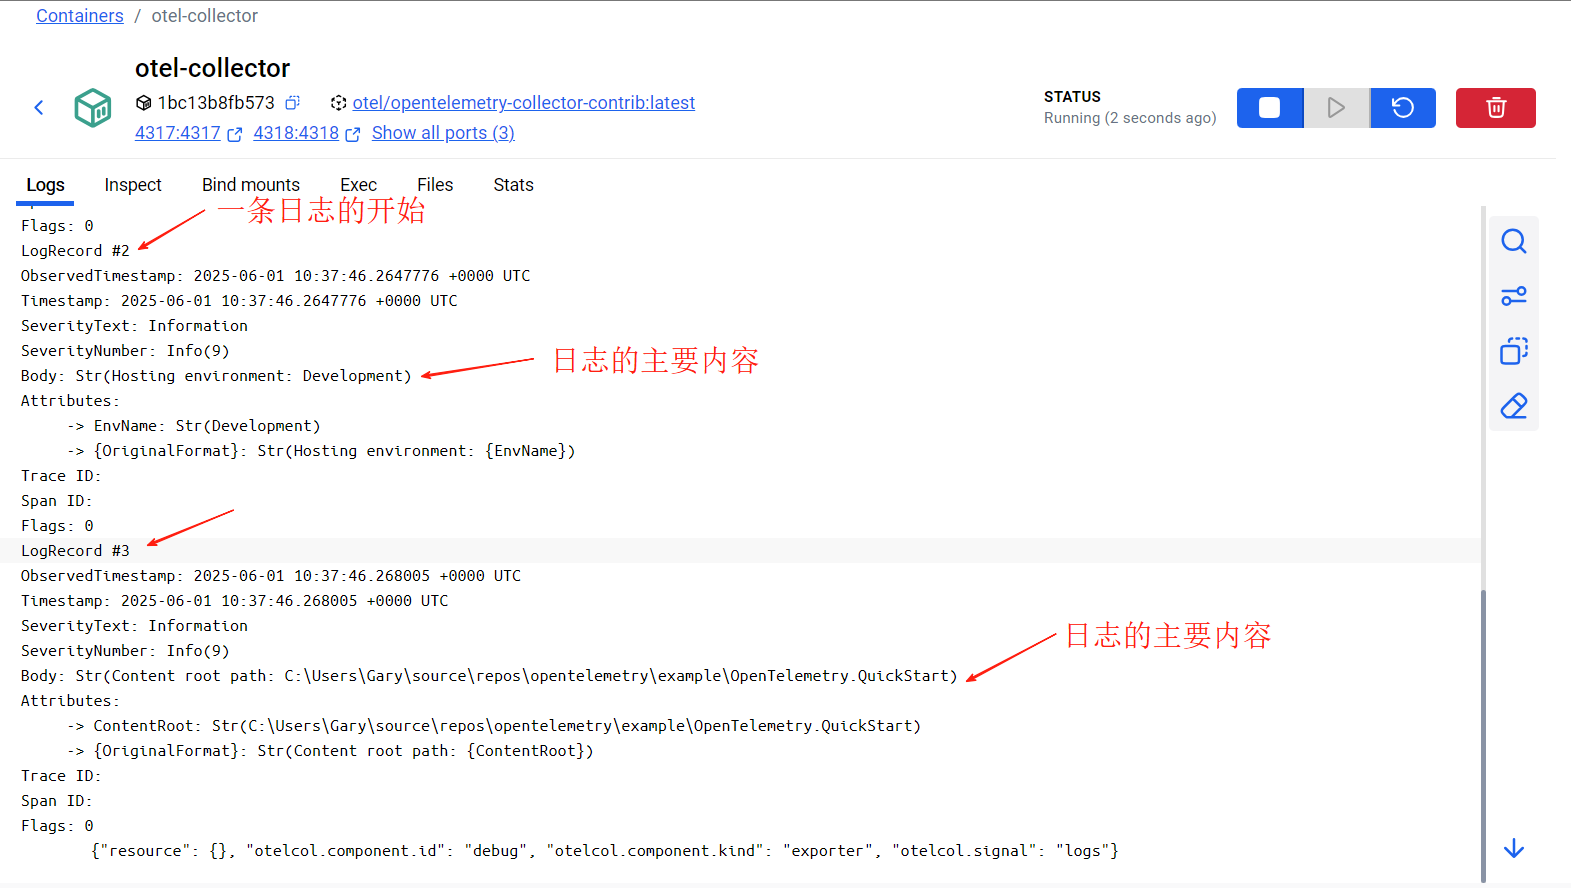 Containers / otel-collector
otel-collector
1bc13b8fb573 otel/opentelemetry-collector-contrib:latest
4317:4317 4318:4318 Show all ports (3)
STATUS
Running (2 seconds ago)
Logs Inspect Bind mounts Exec Files Stats
一条日志的开始
Flags: 0
LogRecord #2
ObservedTimestamp: 2025-06-01 10:37:46.2647776 +0000 UTC
Timestamp: 2025-06-01 10:37:46.2647776 +0000 UTC
SeverityText: Information
SeverityNumber: Info(9)
Body: Str(Hosting environment: Development) 日志的主要内容
Attributes:
-> EnvName: Str(Development)
-> {OriginalFormat}: Str(Hosting environment: {EnvName})
Trace ID:
Span ID:
Flags: 0
LogRecord #3
ObservedTimestamp: 2025-06-01 10:37:46.268005 +0000 UTC
Timestamp: 2025-06-01 10:37:46.268005 +0000 UTC
SeverityText: Information
SeverityNumber: Info(9)
日志的主要内容
Body: Str(Content root path: C:\Users\Gary\source\repos\opentelemetry\example\OpenTelemetry.QuickStart)
Attributes:
-> ContentRoot: Str(C:\Users\Gary\source\repos\opentelemetry\example\OpenTelemetry.QuickStart)
-> {OriginalFormat}: Str(Content root path: {ContentRoot})
Trace ID:
Span ID:
Flags: 0
{"resource": {}, "otelcol.component.id": "debug", "otelcol.component.kind": "exporter", "otelcol.signal": "logs"}